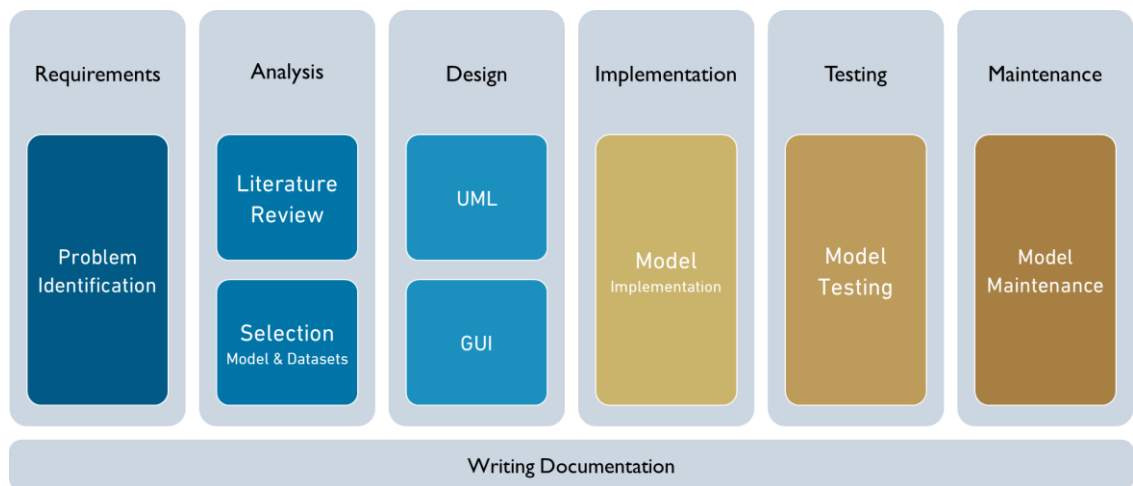 Requirements
Problem
Identification
Analysis
Literature
Review
Selection
Model & Datasets
Design
UML
GUI
Implementation
Model
Implementation
Testing
Model
Testing
Maintenance
Model
Maintenance
Writing Documentation